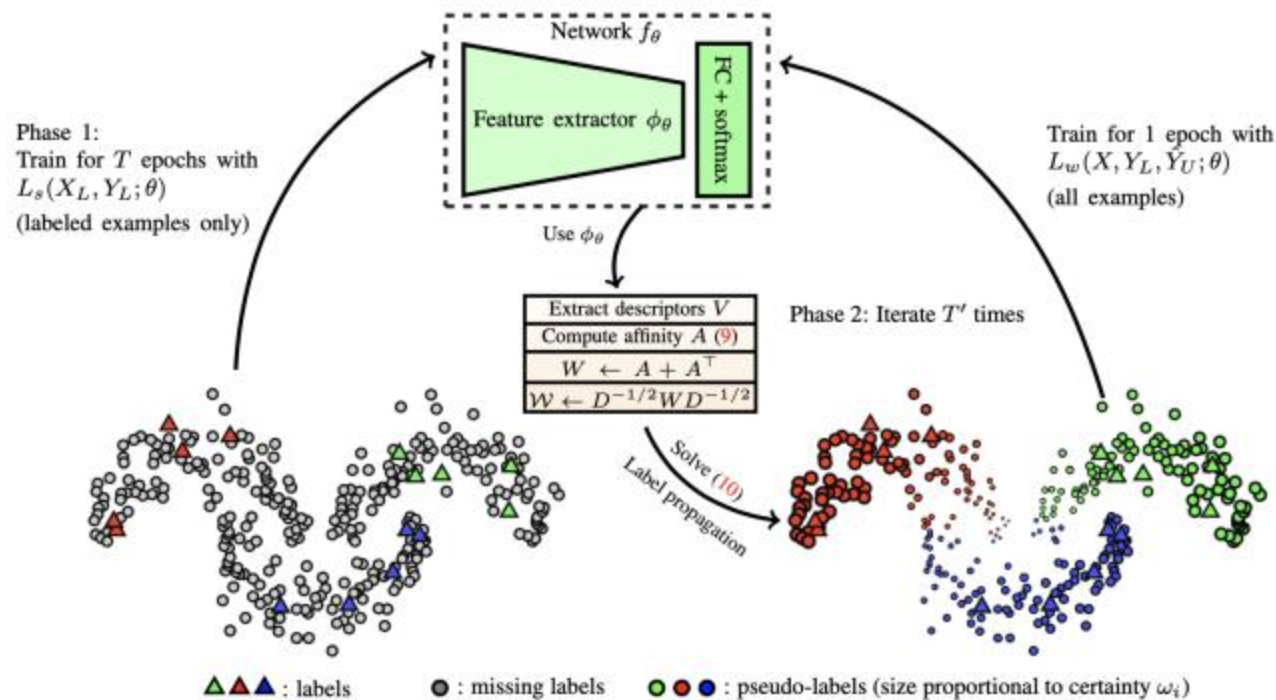 Network fθ
Feature extractor ϕθ
FC + softmax
Phase 1:
Train for T epochs with
Ls(XL, YL; θ)
(labeled examples only)
Train for 1 epoch with
Lw(X, YL, ŶU; θ)
(all examples)
Use ϕθ
Extract descriptors V
Compute affinity A (9)
W ← A + A⊤
𝒲 ← D−1/2WD−1/2
Phase 2: Iterate T′ times
Solve (10)
Label propagation
: labels
: missing labels
: pseudo-labels (size proportional to certainty ωi)